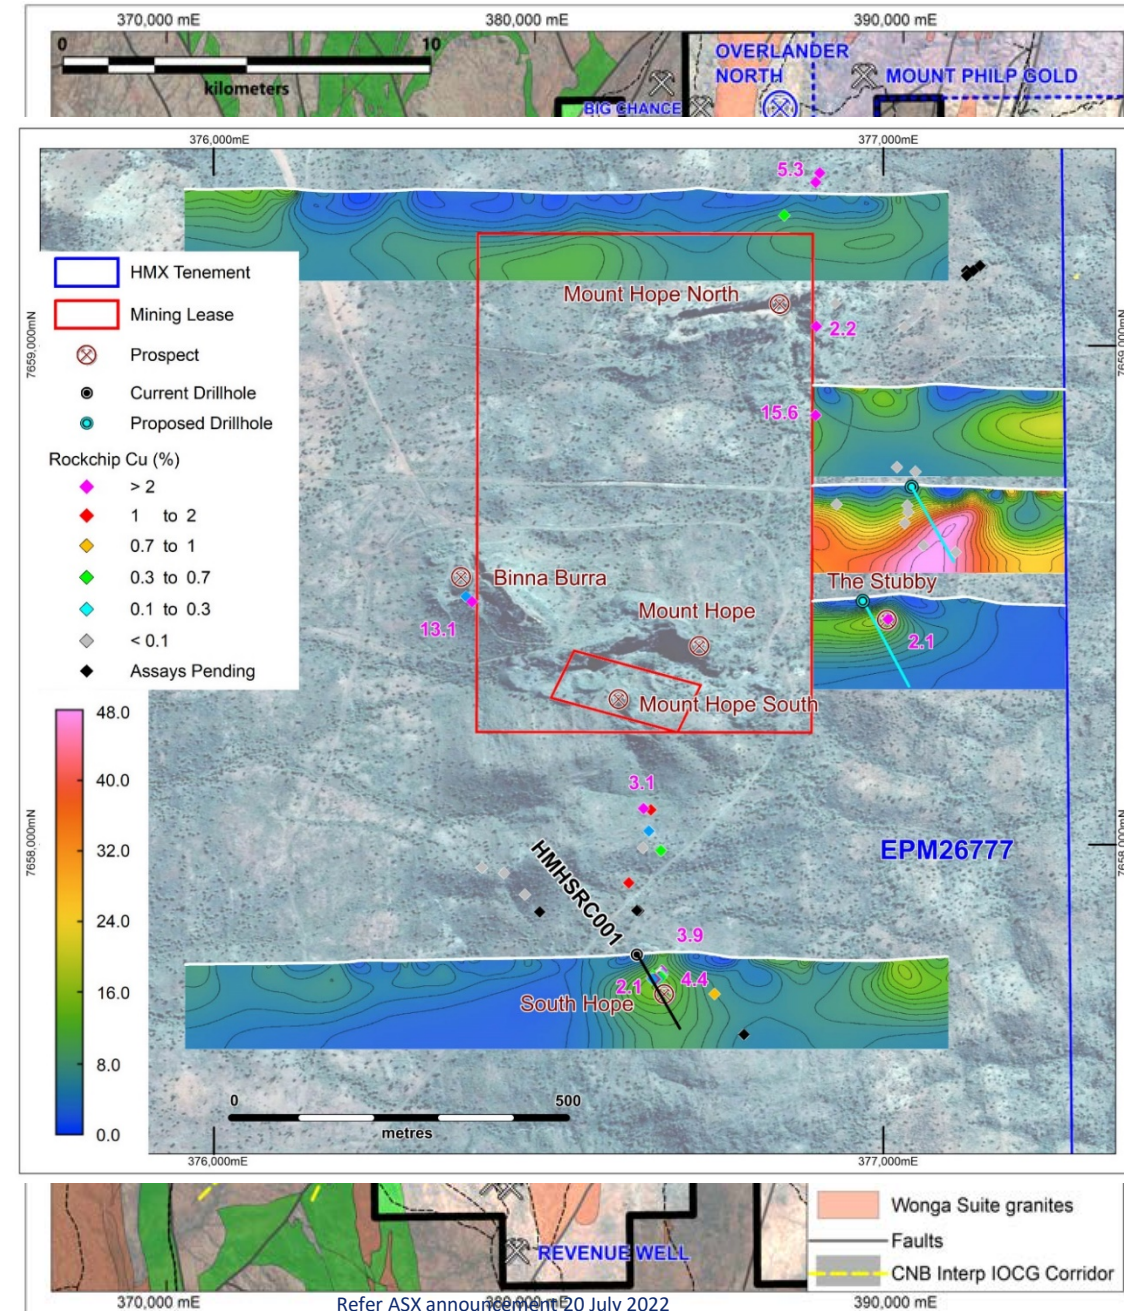 370,000 mE
380,000 mE
390,000 mE
0
10
kilometers
OVERLANDER
NORTH
MOUNT PHILP GOLD
BIG CHANCE
376,000mE
377,000mE
5.3
HMX Tenement
Mining Lease
Prospect
Current Drillhole
Proposed Drillhole
Rockchip Cu (%)
> 2
1 to 2
0.7 to 1
0.3 to 0.7
0.1 to 0.3
< 0.1
Assays Pending
Mount Hope North
2.2
7659,000mN
7659,000mN
15.6
Binna Burra
The Stubby
13.1
Mount Hope
2.1
Mount Hope South
48.0
40.0
32.0
24.0
16.0
8.0
0.0
3.1
7658,000mN
7658,000mN
EPM26777
HMHSRC001
3.9
2.1
4.4
South Hope
0
500
metres
376,000mE
377,000mE
Wonga Suite granites
Faults
CNB Interp IOCG Corridor
REVENUE WELL
370,000 mE
380,000 mE
390,000 mE
Refer ASX announcement 20 July 2022